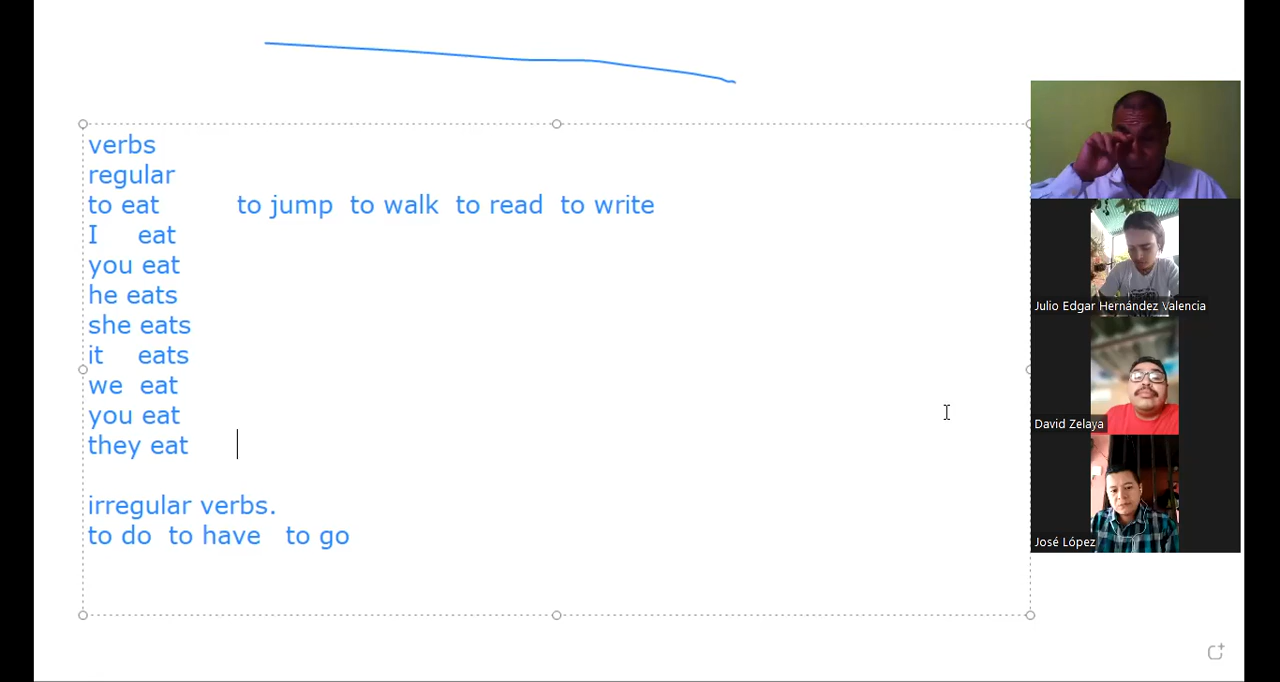 verbs
regular
to eat to jump to walk to read to write
I eat
you eat
he eats
she eats
it eats
we eat
you eat
they eat
irregular verbs.
to do to have to go
Julio Edgar Hernández Valencia
David Zelaya
José López